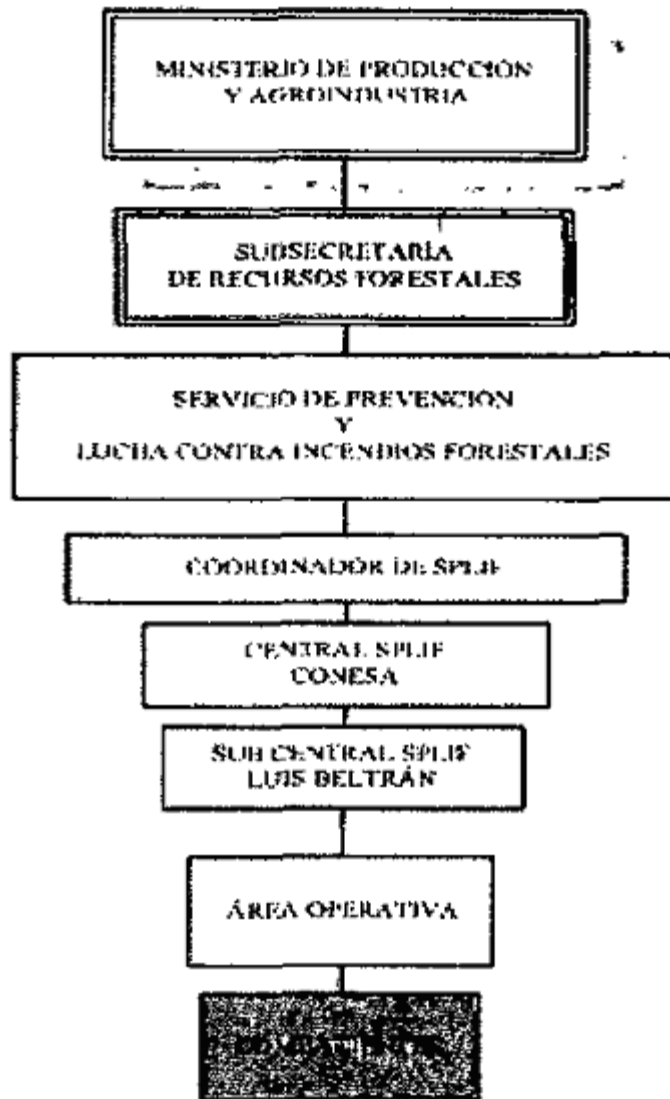 MINISTERIO DE PRODUCCIÓN
Y AGROINDUSTRIA
SUBSECRETARÍA
DE RECURSOS FORESTALES
SERVICIO DE PREVENCION
Y
LUCHA CONTRA INCENDIOS FORESTALES
COORDINADOR DE SPLIF
CENTRAL SPLIF
CONESA
SUB CENTRAL SPLIF
LUIS BELTRÁN
ÁREA OPERATIVA